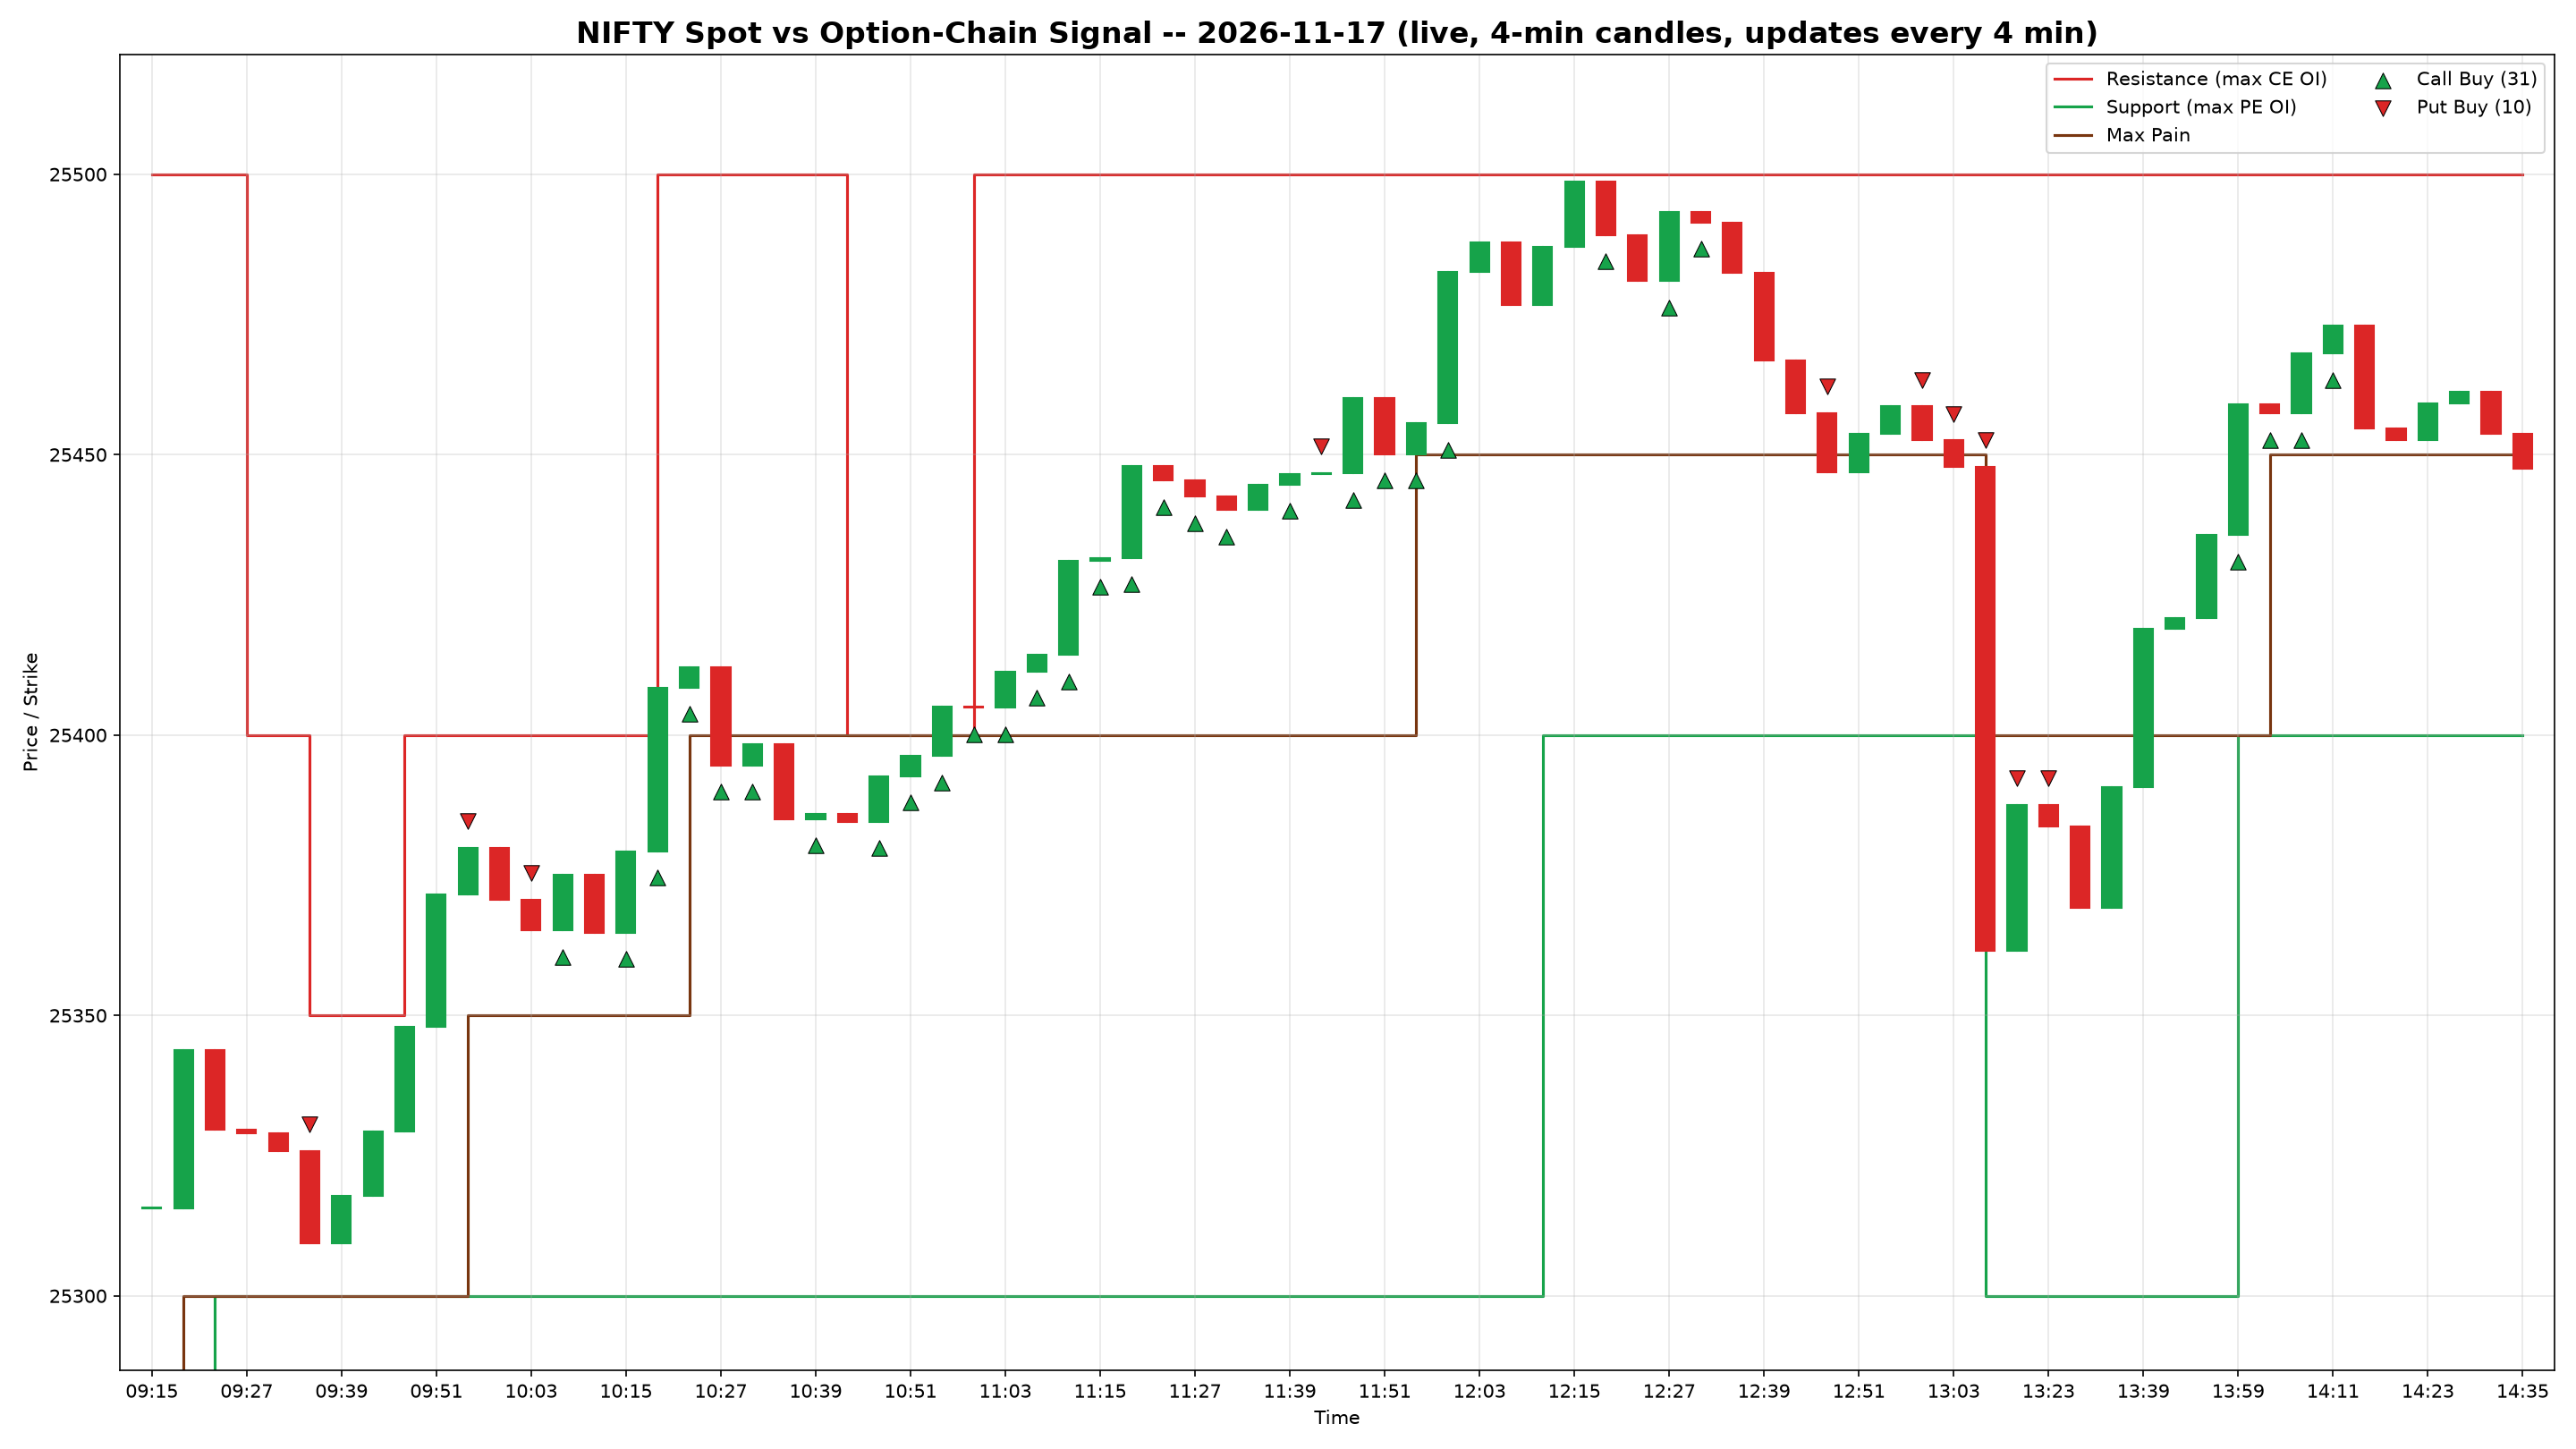 NIFTY Spot vs Option-Chain Signal -- 2026-11-17 (live, 4-min candles, updates every 4 min)
Resistance (max CE OI)
Support (max PE OI)
Max Pain
Call Buy (31)
Put Buy (10)
Price / Strike
25500
25450
25400
25350
25300
09:15 09:27 09:39 09:51 10:03 10:15 10:27 10:39 10:51 11:03 11:15 11:27 11:39 11:51 12:03 12:15 12:27 12:39 12:51 13:03 13:23 13:39 13:59 14:11 14:23 14:35
Time